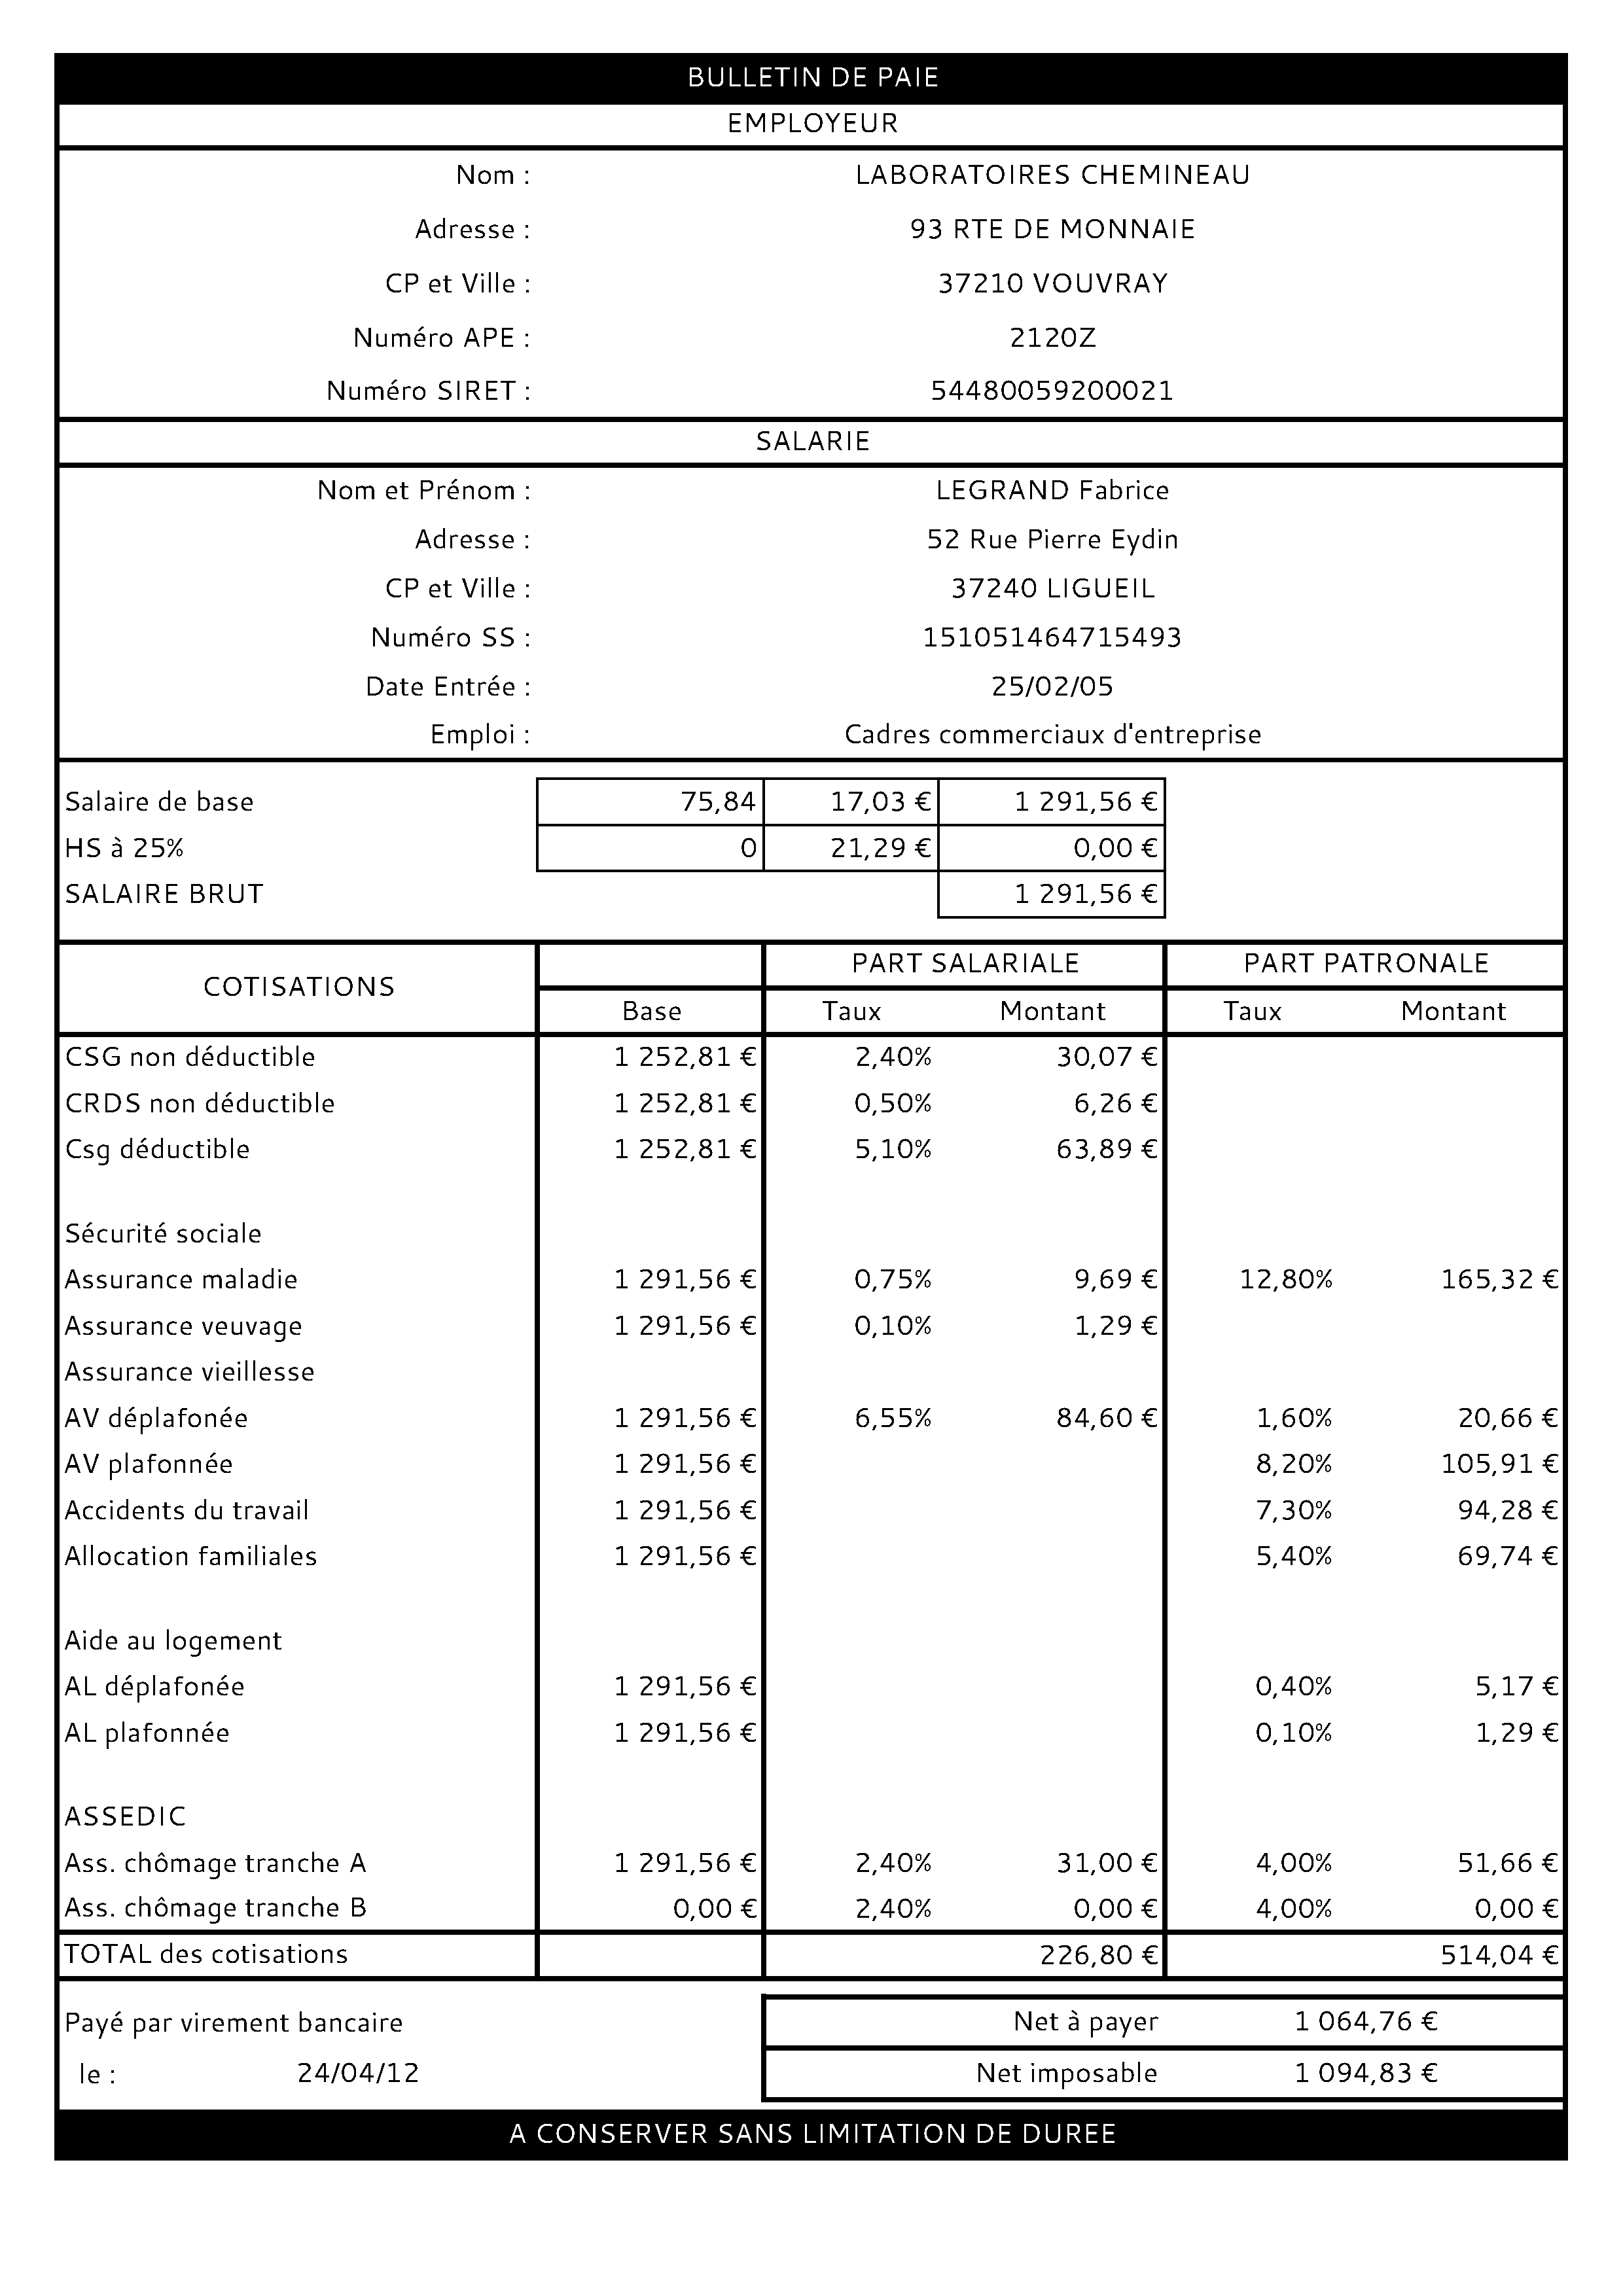 BULLETIN DE PAIE
EMPLOYEUR
Nom : LABORATOIRES CHEMINEAU
Adresse : 93 RTE DE MONNAIE
CP et Ville : 37210 VOUVRAY
Numéro APE : 2120Z
Numéro SIRET : 54480059200021
SALARIE
Nom et Prénom : LEGRAND Fabrice
Adresse : 52 Rue Pierre Eydin
CP et Ville : 37240 LIGUEIL
Numéro SS : 151051464715493
Date Entrée : 25/02/05
Emploi : Cadres commerciaux d'entreprise
Salaire de base 75,84 17,03 € 1 291,56 €
HS à 25% 0 21,29 € 0,00 €
SALAIRE BRUT 1 291,56 €
COTISATIONS PART SALARIALE PART PATRONALE
Base Taux Montant Taux Montant
CSG non déductible 1 252,81 € 2,40% 30,07 €
CRDS non déductible 1 252,81 € 0,50% 6,26 €
Csg déductible 1 252,81 € 5,10% 63,89 €
Sécurité sociale
Assurance maladie 1 291,56 € 0,75% 9,69 € 12,80% 165,32 €
Assurance veuvage 1 291,56 € 0,10% 1,29 €
Assurance vieillesse
AV déplafonée 1 291,56 € 6,55% 84,60 € 1,60% 20,66 €
AV plafonnée 1 291,56 € 8,20% 105,91 €
Accidents du travail 1 291,56 € 7,30% 94,28 €
Allocation familiales 1 291,56 € 5,40% 69,74 €
Aide au logement
AL déplafonée 1 291,56 € 0,40% 5,17 €
AL plafonnée 1 291,56 € 0,10% 1,29 €
ASSEDIC
Ass. chômage tranche A 1 291,56 € 2,40% 31,00 € 4,00% 51,66 €
Ass. chômage tranche B 0,00 € 2,40% 0,00 € 4,00% 0,00 €
TOTAL des cotisations 226,80 € 514,04 €
Payé par virement bancaire Net à payer 1 064,76 €
le : 24/04/12 Net imposable 1 094,83 €
A CONSERVER SANS LIMITATION DE DUREE